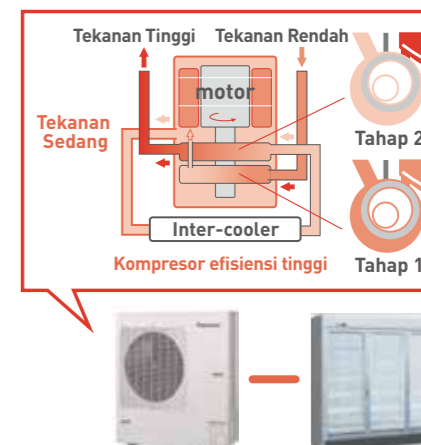 Tekanan Tinggi
Tekanan Rendah
motor
Tekanan
Sedang
Tahap 2
Inter-cooler
Kompresor efisiensi tinggi
Tahap 1